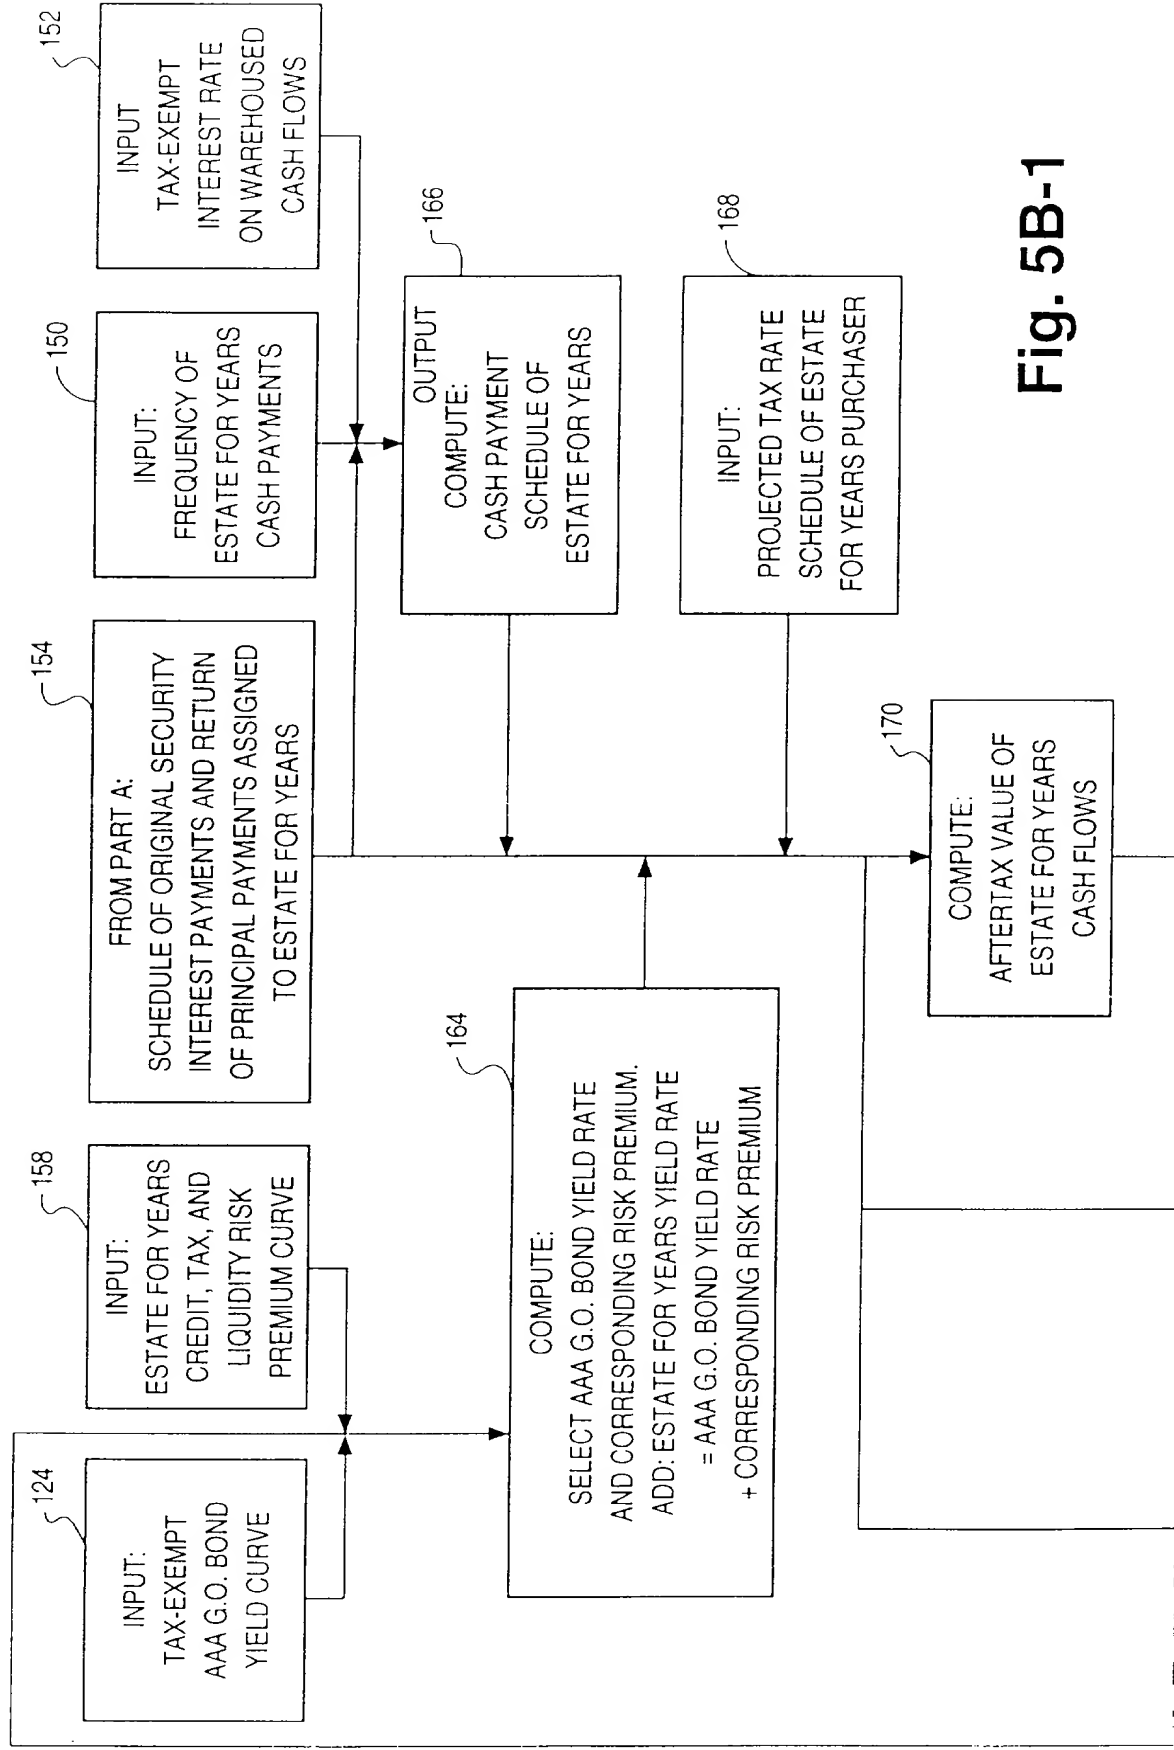 124
INPUT:
TAX-EXEMPT
AAA G.O. BOND
YIELD CURVE
158
INPUT:
ESTATE FOR YEARS
CREDIT, TAX, AND
LIQUIDITY RISK
PREMIUM CURVE
154
FROM PART A:
SCHEDULE OF ORIGINAL SECURITY
INTEREST PAYMENTS AND RETURN
OF PRINCIPAL PAYMENTS ASSIGNED
TO ESTATE FOR YEARS
150
INPUT:
FREQUENCY OF
ESTATE FOR YEARS
CASH PAYMENTS
152
INPUT
TAX-EXEMPT
INTEREST RATE
ON WAREHOUSED
CASH FLOWS
164
COMPUTE:
SELECT AAA G.O. BOND YIELD RATE
AND CORRESPONDING RISK PREMIUM.
ADD: ESTATE FOR YEARS YIELD RATE
= AAA G.O. BOND YIELD RATE
+ CORRESPONDING RISK PREMIUM
166
OUTPUT
COMPUTE:
CASH PAYMENT
SCHEDULE OF
ESTATE FOR YEARS
168
INPUT:
PROJECTED TAX RATE
SCHEDULE OF ESTATE
FOR YEARS PURCHASER
170
COMPUTE:
AFTERTAX VALUE OF
ESTATE FOR YEARS
CASH FLOWS
Fig. 5B-1